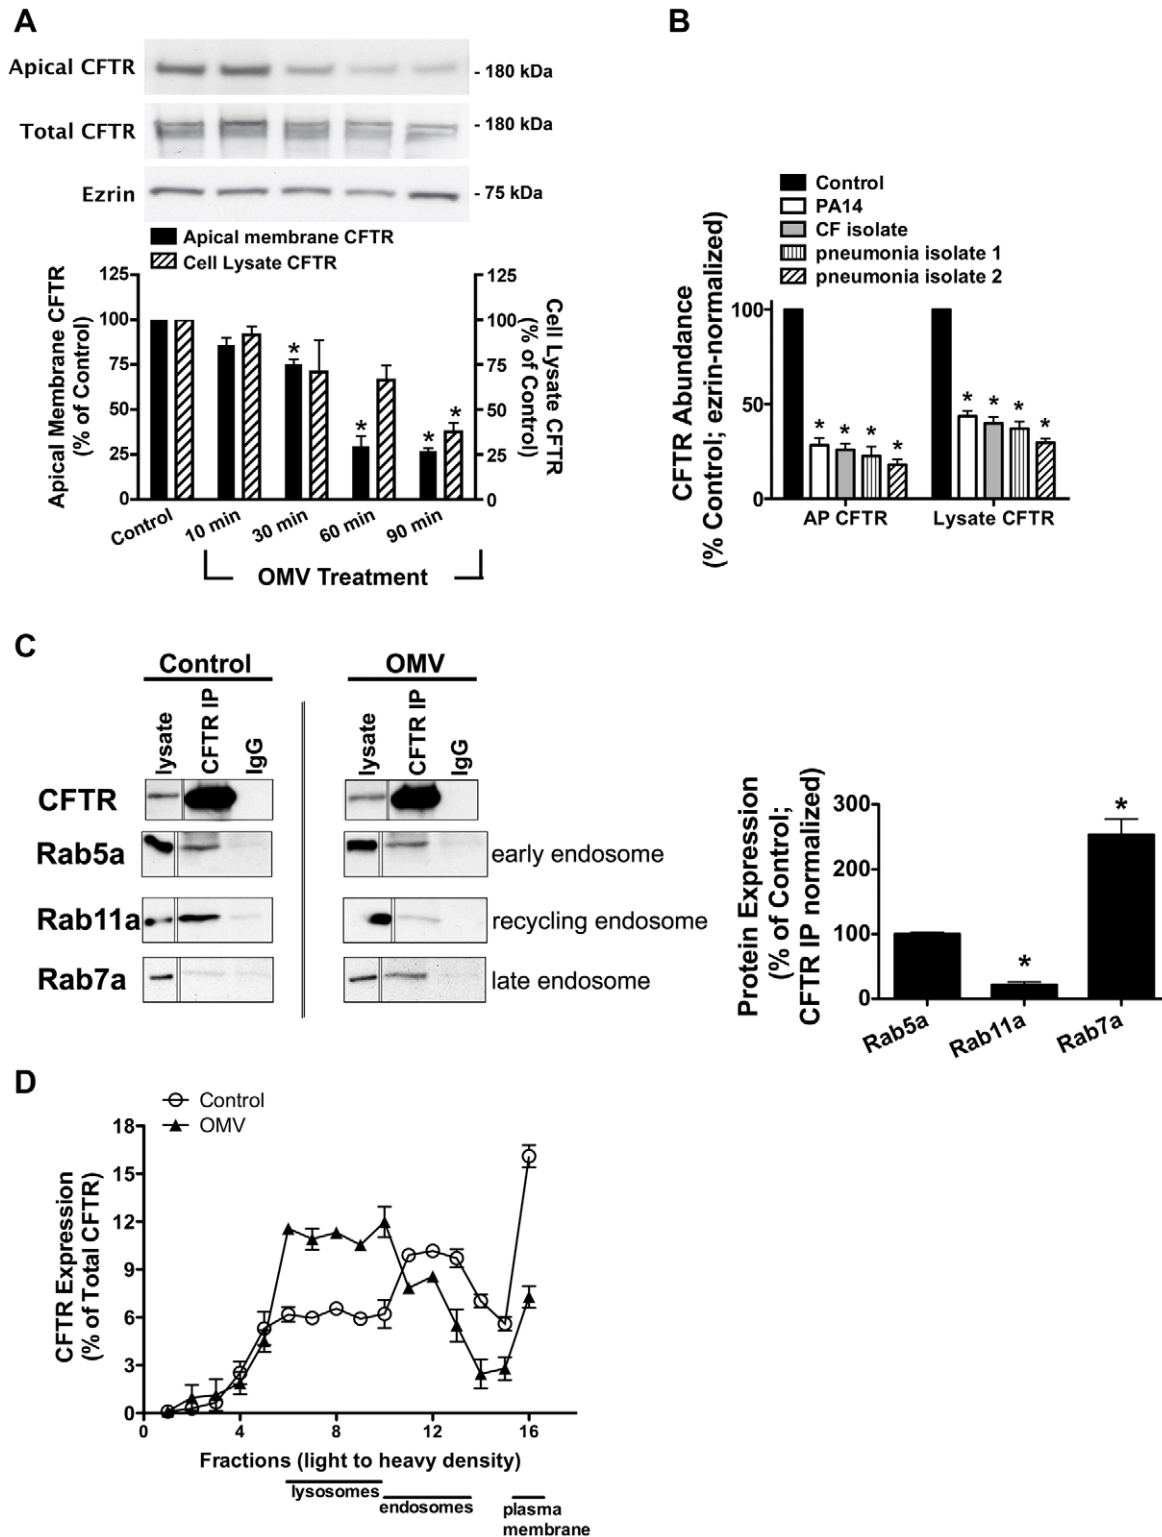 A
Apical CFTR
- 180 kDa
Total CFTR
- 180 kDa
Ezrin
- 75 kDa
Apical membrane CFTR
Cell Lysate CFTR
Apical Membrane CFTR
(% of Control)
125
100
75
50
25
0
125
100
75
50
25
0
Cell Lysate CFTR
(% of Control)
*
*
*
*
Control
10 min
30 min
60 min
90 min
OMV Treatment
B
Control
PA14
CF isolate
pneumonia isolate 1
pneumonia isolate 2
CFTR Abundance
(% Control; ezrin-normalized)
100
50
0
* * * *
* * * *
AP CFTR
Lysate CFTR
C
Control
OMV
lysate
CFTR IP
IgG
lysate
CFTR IP
IgG
CFTR
Rab5a
early endosome
Rab11a
recycling endosome
Rab7a
late endosome
Protein Expression
(% of Control;
CFTR IP normalized)
300
200
100
0
*
*
Rab5a
Rab11a
Rab7a
D
Control
OMV
CFTR Expression
(% of Total CFTR)
18
15
12
9
6
3
0
0 4 8 12 16
Fractions (light to heavy density)
lysosomes
endosomes
plasma
membrane